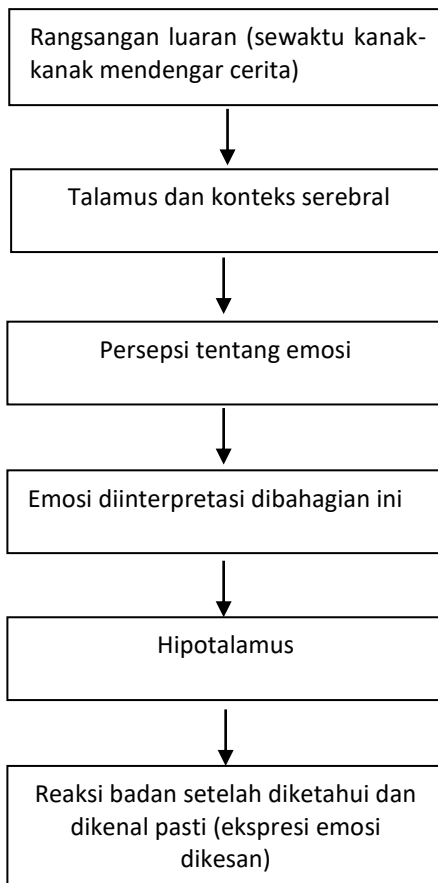 Rangsangan luaran (sewaktu kanak-
kanak mendengar cerita)
Talamus dan konteks serebral
Persepsi tentang emosi
Emosi diinterpretasi dibahagian ini
Hipotalamus
Reaksi badan setelah diketahui dan
dikenal pasti (ekspresi emosi
dikesan)